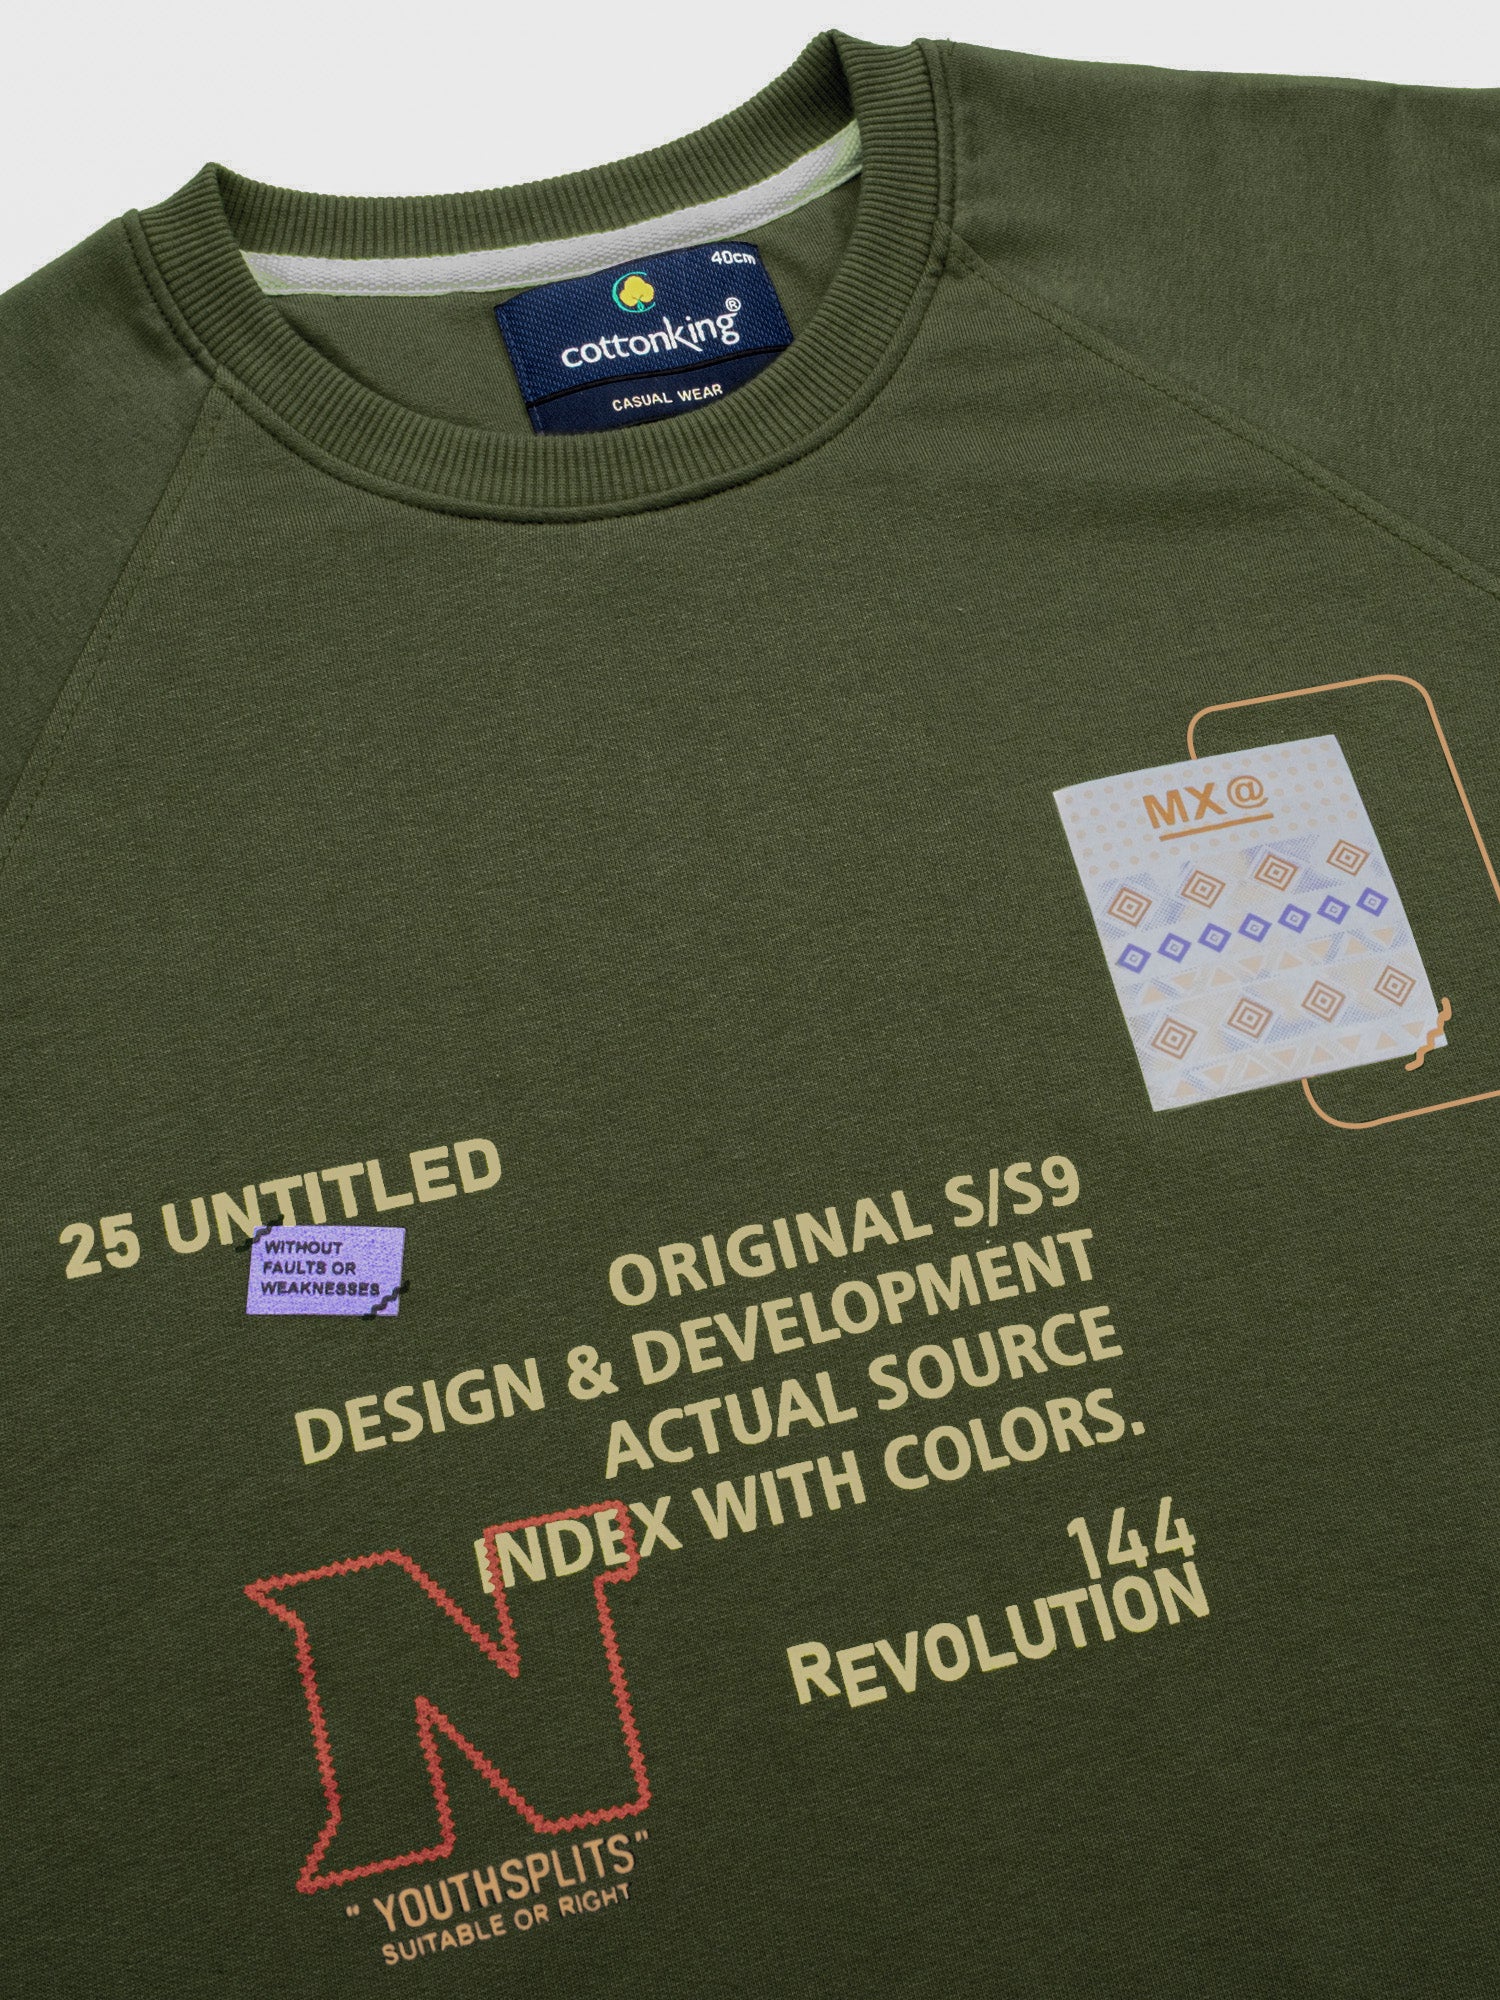 40cm
cottonking®
CASUAL WEAR
MX@
25 UNTITLED
WITHOUT
FAULTS OR
WEAKNESSES
ORIGINAL S/S9
DESIGN & DEVELOPMENT
ACTUAL SOURCE
INDEX WITH COLORS.
144
REVOLUTION
N
" YOUTHSPLITS "
SUITABLE OR RIGHT